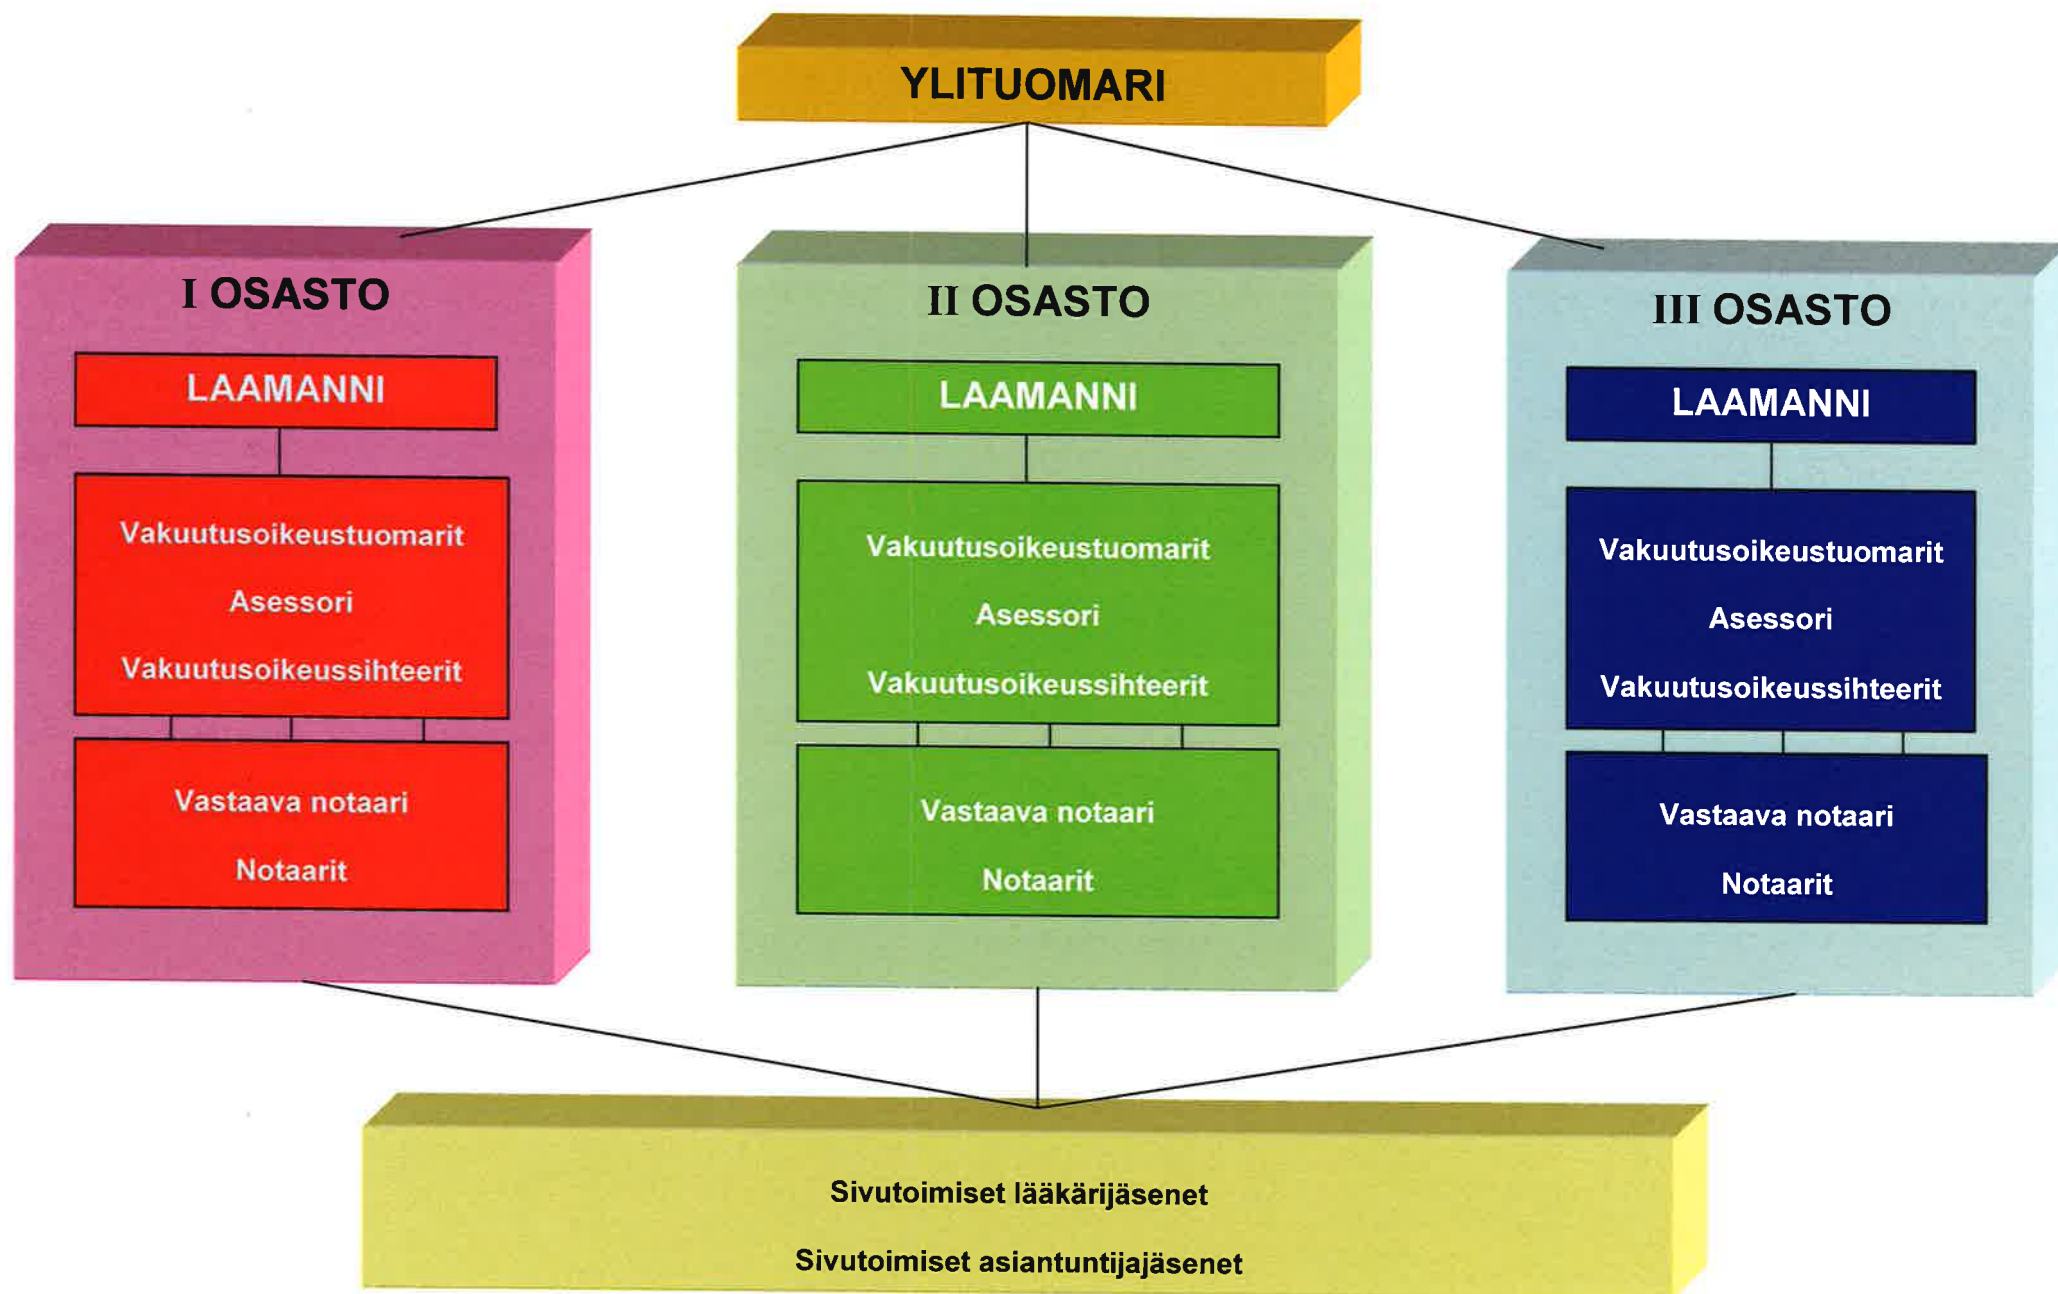 YLITUOMARI
I OSASTO
LAAMANNI
Vakuutusoikeustuomarit
Asessori
Vakuutusoikeussihteerit
Vastaava notaari
Notaarit
II OSASTO
LAAMANNI
Vakuutusoikeustuomarit
Asessori
Vakuutusoikeussihteerit
Vastaava notaari
Notaarit
III OSASTO
LAAMANNI
Vakuutusoikeustuomarit
Asessori
Vakuutusoikeussihteerit
Vastaava notaari
Notaarit
Sivutoimiset lääkärijäsenet
Sivutoimiset asiantuntijajäsenet